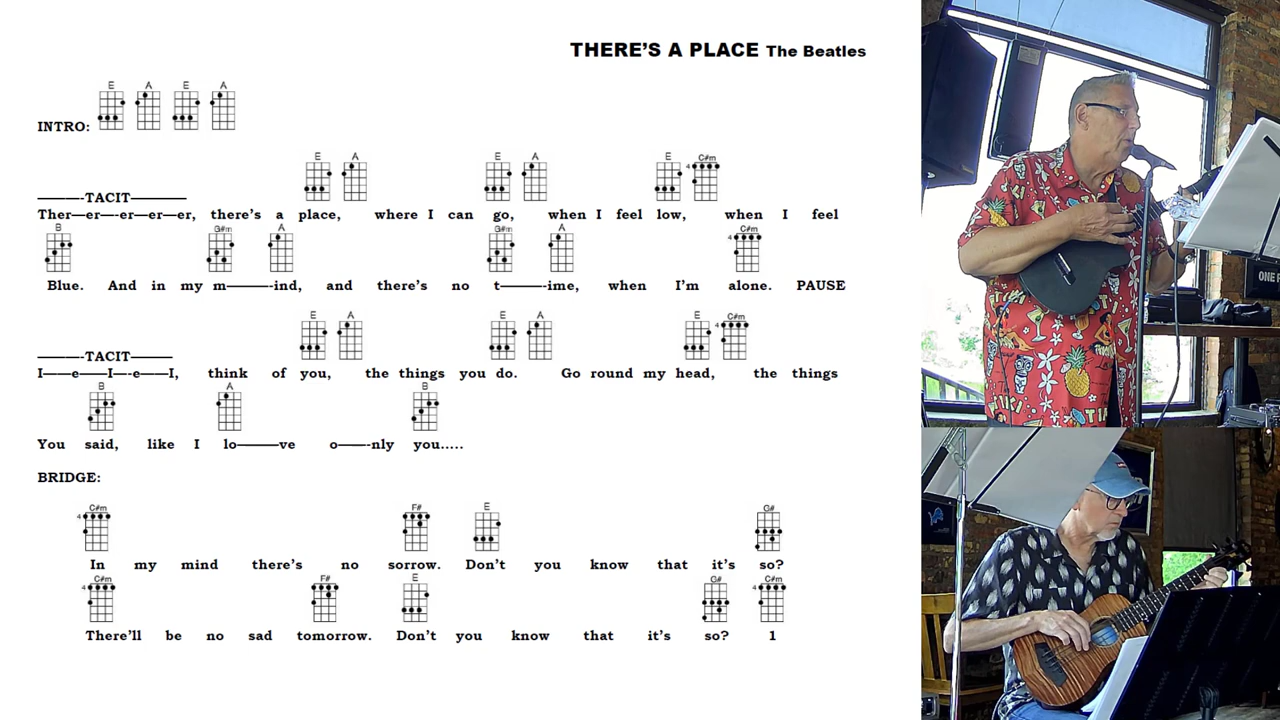 THERE'S A PLACE The Beatles
E A E A
INTRO:
E A E A E C#m
———-TACIT————
Ther—er—-er—er—er, there's a place, where I can go, when I feel low, when I feel
B G#m A G#m A C#m
Blue. And in my m———-ind, and there's no t———-ime, when I'm alone. PAUSE
E A E A E C#m
———-TACIT———
I——e——I—-e——I, think of you, the things you do. Go round my head, the things
B A B
You said, like I lo———ve o——-nly you.....
BRIDGE:
C#m F# E G#
In my mind there's no sorrow. Don't you know that it's so?
C#m F# E G# C#m
There'll be no sad tomorrow. Don't you know that it's so? 1
ONE